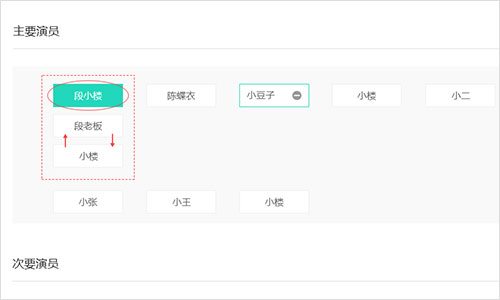 主要演员
段小楼 陈蝶衣 小豆子 小楼 小二
段老板
小楼
小张 小王 小楼
次要演员